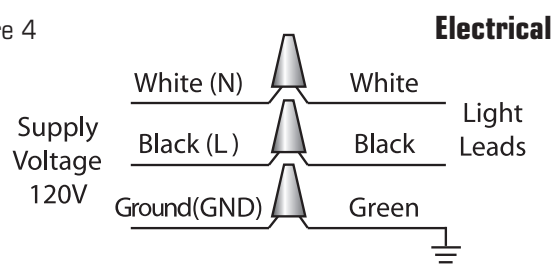 re 4
Electrical
White (N) White
Supply Voltage 120V
Black (L) Black
Light Leads
Ground(GND) Green